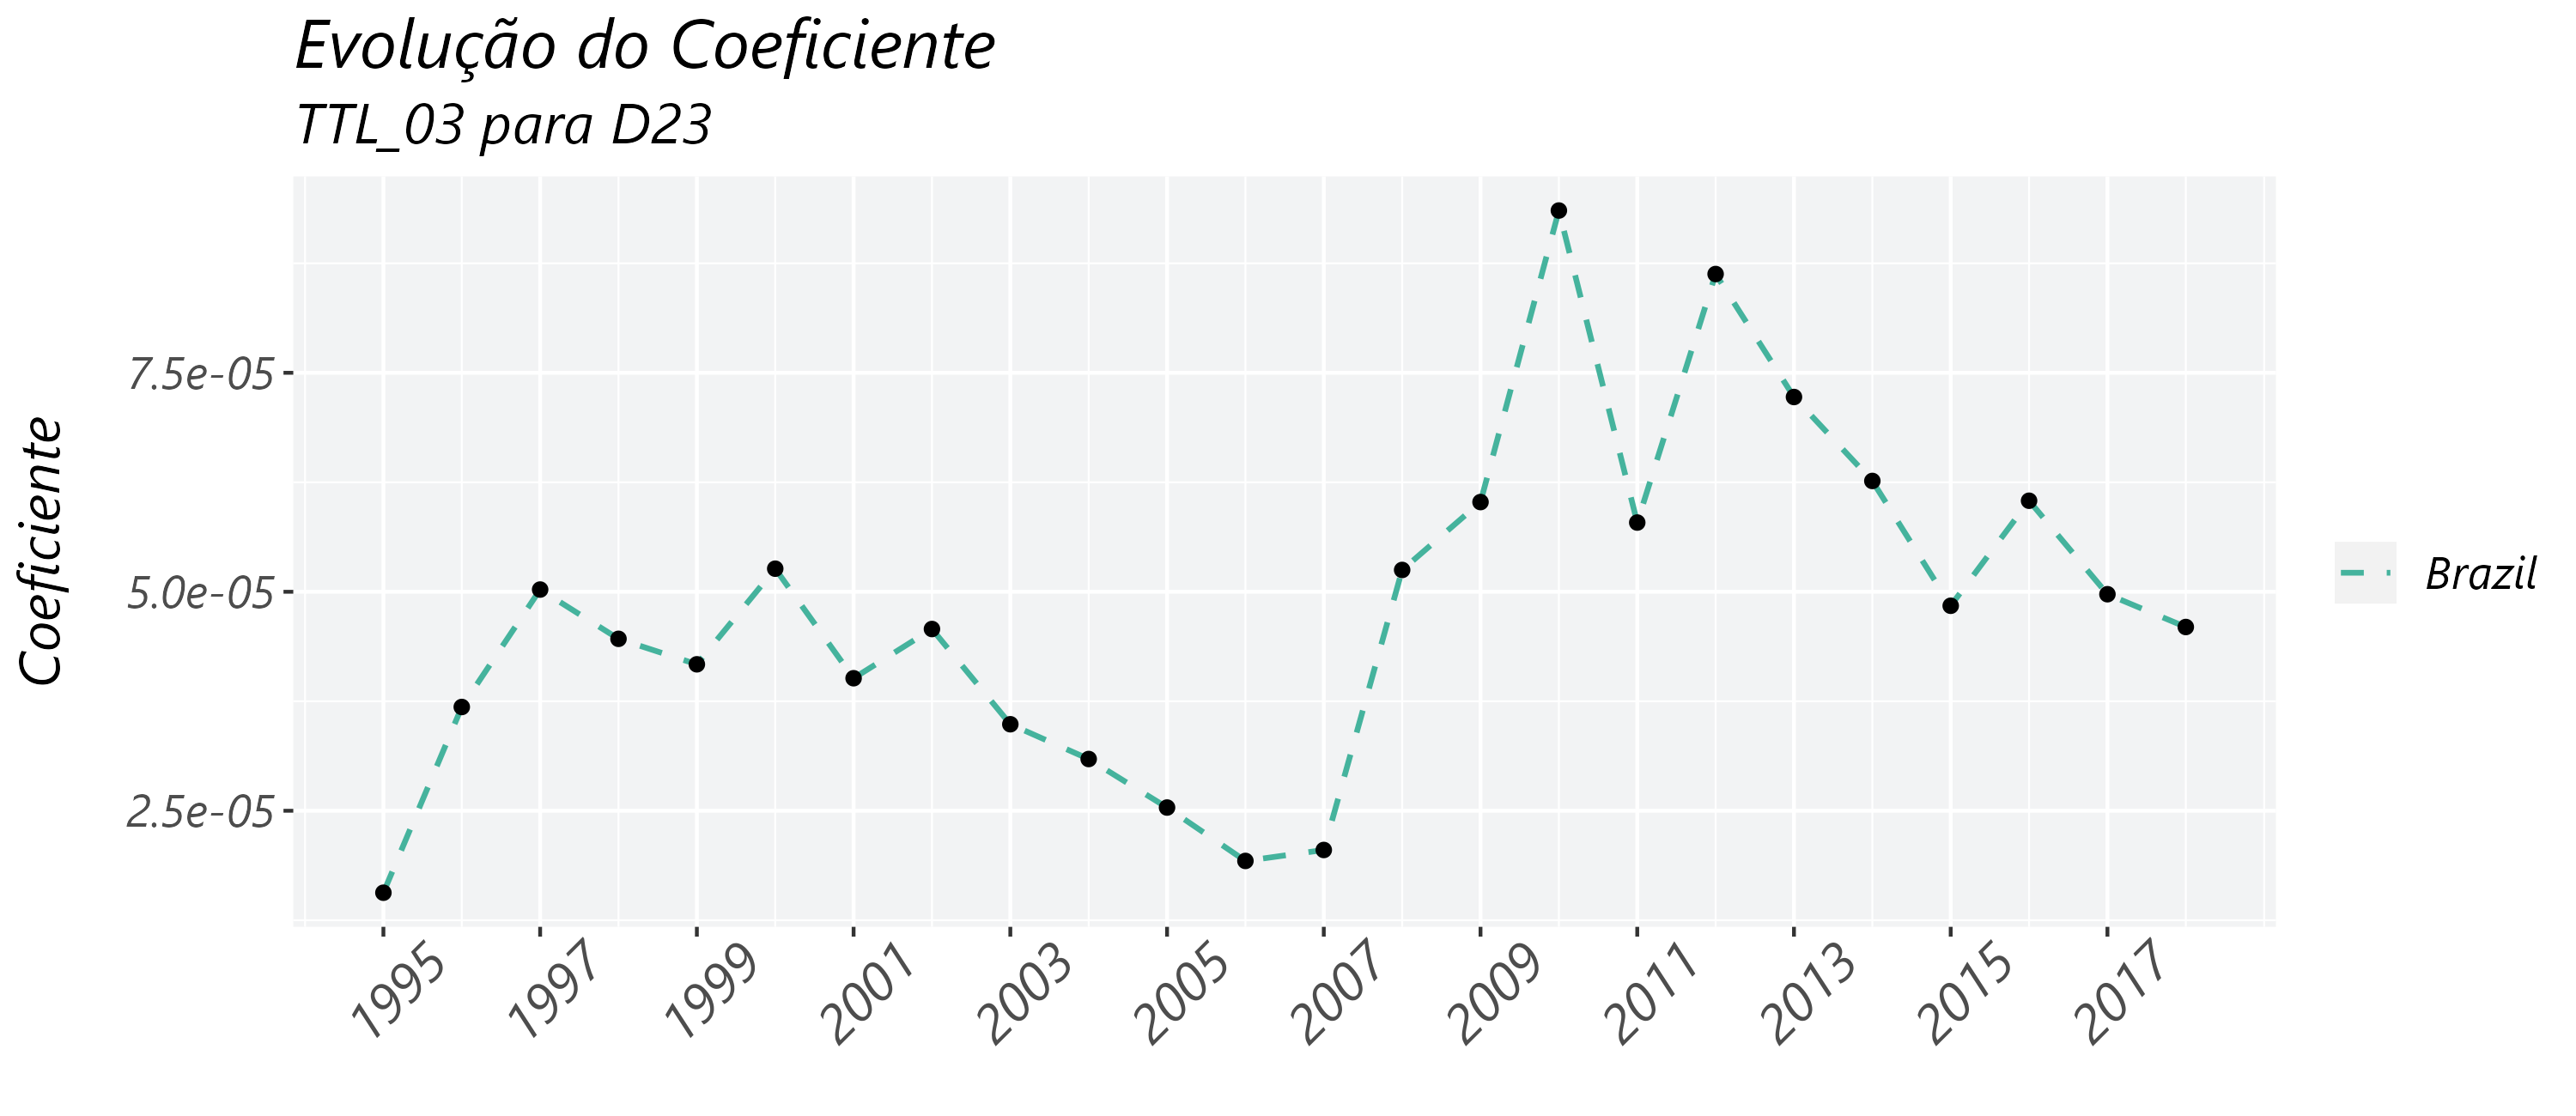 Evolução do Coeficiente
TTL_03 para D23
Coeficiente
7.5e-05
5.0e-05
2.5e-05
1995
1997
1999
2001
2003
2005
2007
2009
2011
2013
2015
2017
Brazil